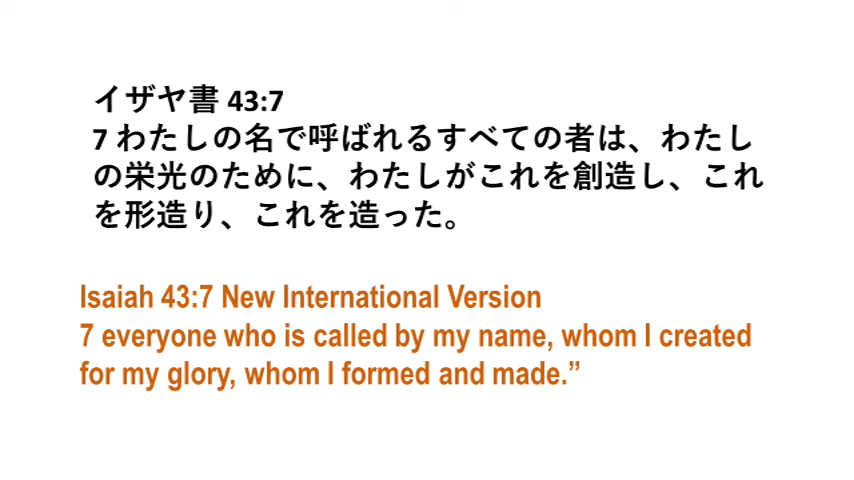 イザヤ書 43:7
7 わたしの名で呼ばれるすべての者は、わたし
の栄光のために、わたしがこれを創造し、これ
を形造り、これを造った。
Isaiah 43:7 New International Version
7 everyone who is called by my name, whom I created
for my glory, whom I formed and made.”